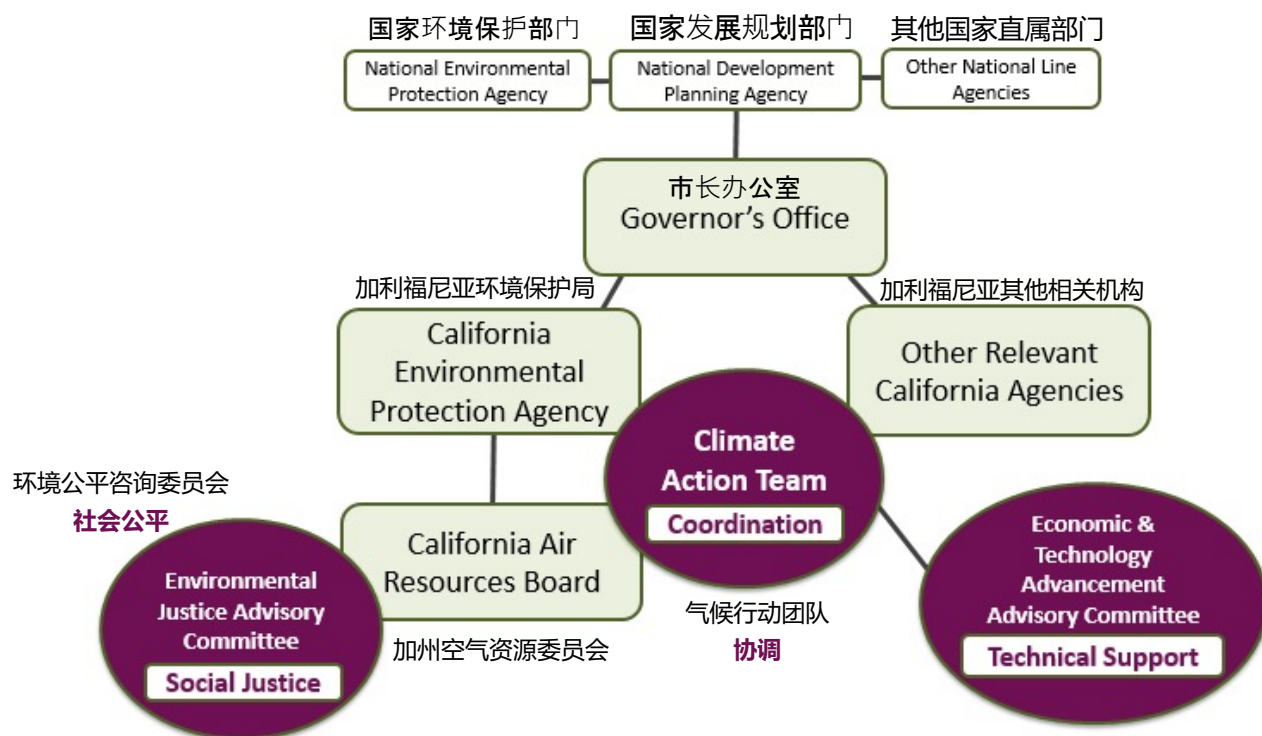 国家环境保护部门
国家发展规划部门
其他国家直属部门
National Environmental
Protection Agency
National Development
Planning Agency
Other National Line
Agencies
市长办公室
Governor's Office
加利福尼亚环境保护局
加利福尼亚其他相关机构
California
Environmental
Protection Agency
Other Relevant
California Agencies
Climate
Action Team
Coordination
环境公平咨询委员会
社会公平
California Air
Resources Board
Economic &
Technology
Advancement
Advisory Committee
Technical Support
Environmental
Justice Advisory
Committee
Social Justice
加州空气资源委员会
气候行动团队
协调